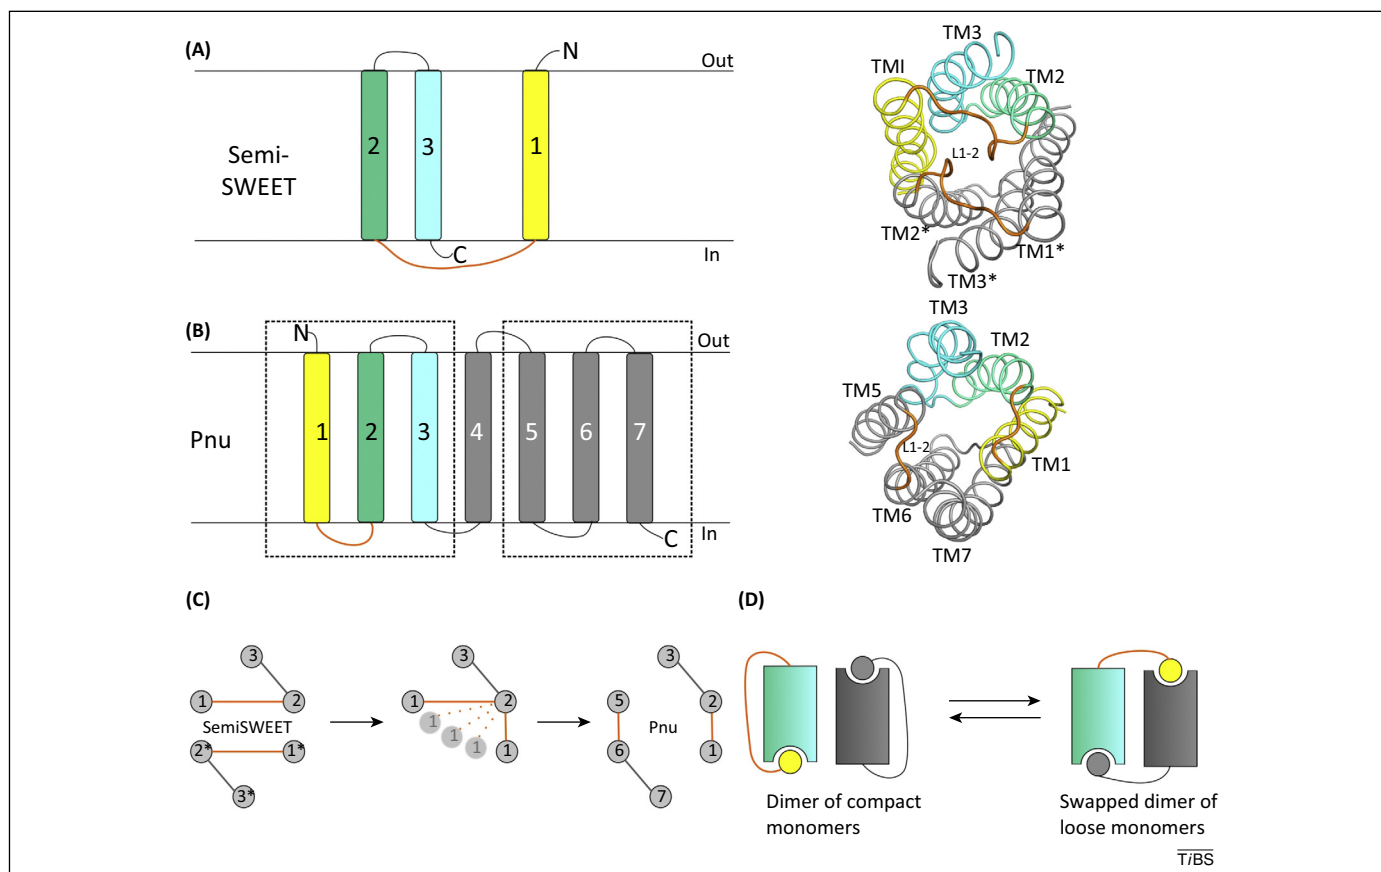 (A)
N
Out
2
3
1
Semi-
SWEET
C
In
TM3
TMI
TM2
L1-2
TM2*
TM1*
TM3*
(B)
N
Out
1
2
3
4
5
6
7
Pnu
C
In
TM3
TM2
TM5
L1-2
TM1
TM6
TM7
(C)
3
1
2
SemiSWEET
2*
1*
3*
3
1
2
1
1
1
1
3
5
2
Pnu
6
1
7
(D)
Dimer of compact
monomers
Swapped dimer of
loose monomers
TiBS